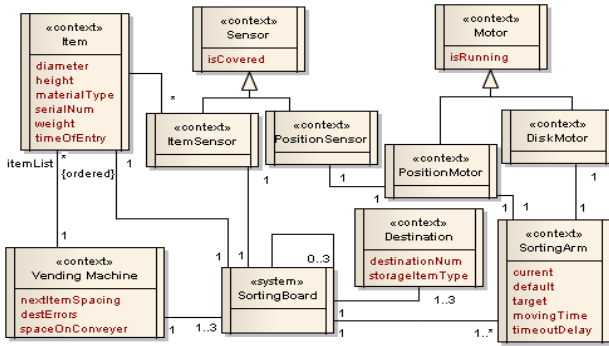 «context»
Item
diameter
height
materialType
serialNum
weight
timeOfEntry
«context»
Sensor
isCovered
«context»
Motor
isRunning
*
«context»
ItemSensor
«context»
PositionSensor
«context»
PositionMotor
«context»
DiskMotor
itemList
*
{ordered}
1
1
1
1
1
1
1
«context»
Vending Machine
nextItemSpacing
destErrors
spaceOnConveyer
1
1
1
0..3
«system»
SortingBoard
«context»
Destination
destinationNum
storageItemType
«context»
SortingArm
current
default
target
movingTime
timeoutDelay
1
1..3
1
1..3
1
1..*